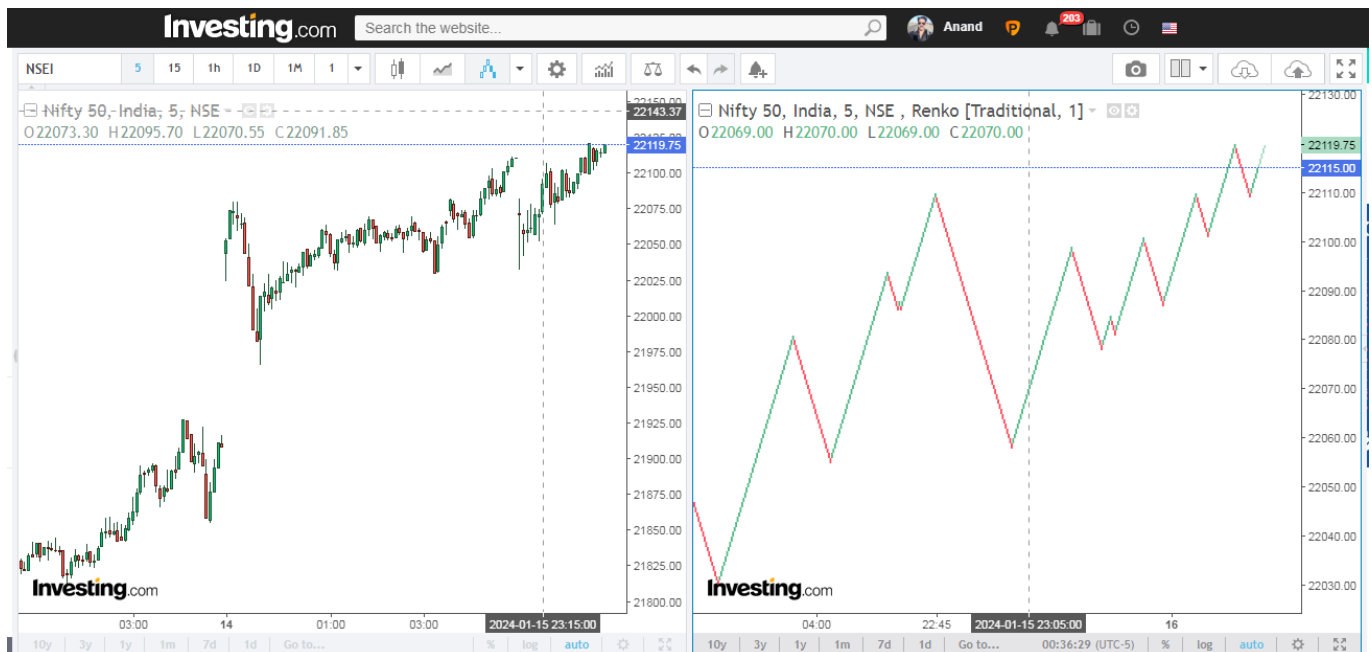 Investing.com
Search the website...
Anand
203
NSEI 5 15 1h 1D 1M 1
Nifty 50, India, 5, NSE
O22073.30 H22095.70 L22070.55 C22091.85
22150.00
22143.37
22119.75
22100.00
22075.00
22050.00
22025.00
22000.00
21975.00
21950.00
21925.00
21900.00
21875.00
21850.00
21825.00
21800.00
Investing.com
03:00 14 01:00 03:00 2024-01-15 23:15:00
10y 3y 1y 1m 7d 1d Go to... % log auto
Nifty 50, India, 5, NSE , Renko [Traditional, 1]
O22069.00 H22070.00 L22069.00 C22070.00
22130.00
22119.75
22115.00
22110.00
22100.00
22090.00
22080.00
22070.00
22060.00
22050.00
22040.00
22030.00
Investing.com
04:00 22:45 2024-01-15 23:05:00 16
10y 3y 1y 1m 7d 1d Go to... 00:36:29 (UTC-5) % log auto